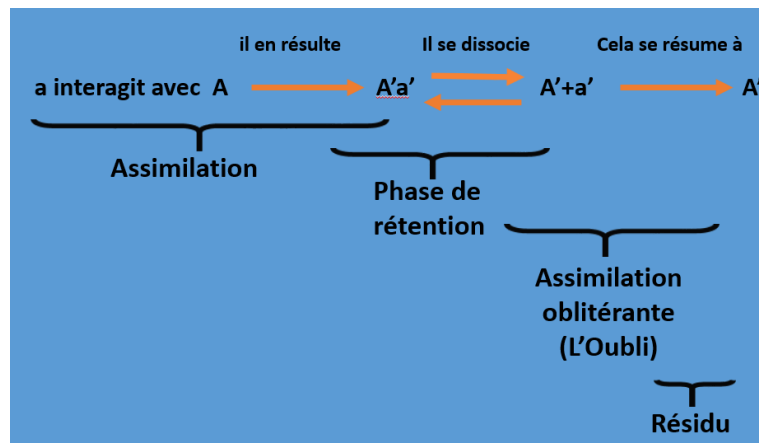 il en résulte Il se dissocie Cela se résume à
a interagit avec A A'a' A'+a' A'
Assimilation
Phase de
rétention
Assimilation
oblitérante
(L'Oubli)
Résidu